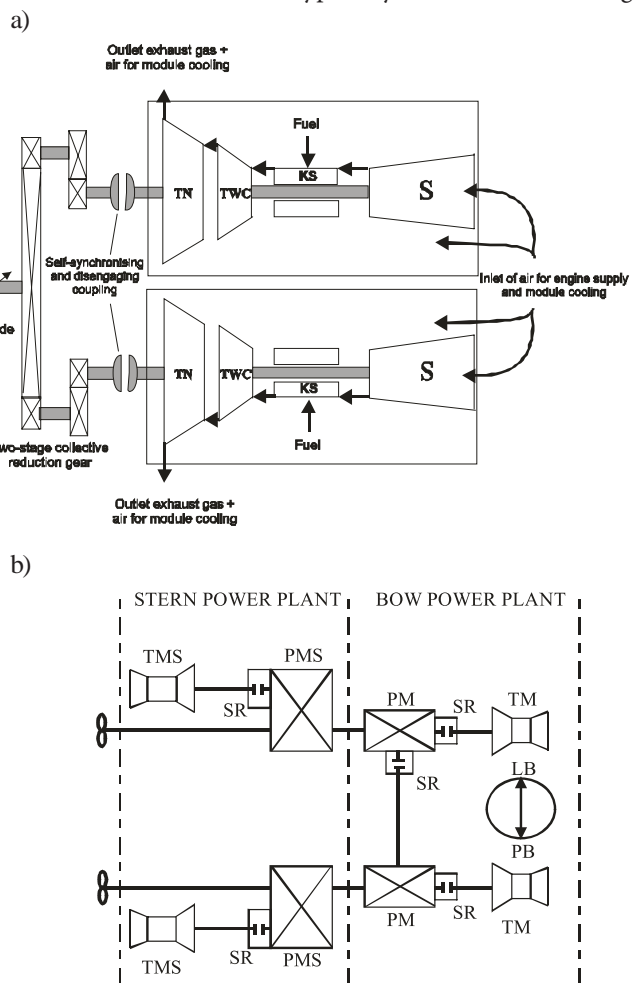 a)
Outlet exhaust gas +
air for module cooling
Fuel
KS
TN
TWC
S
Self-synchronising
and disengaging
coupling
Inlet of air for engine supply
and module cooling
TN
TWC
S
KS
Fuel
reduction gear
collective
Outlet exhaust gas +
air for module cooling
b)
STERN POWER PLANT
BOW POWER PLANT
TMS
PMS
SR
PM
SR
TM
SR
LB
PB
PM
SR
TM
TMS
SR
PMS